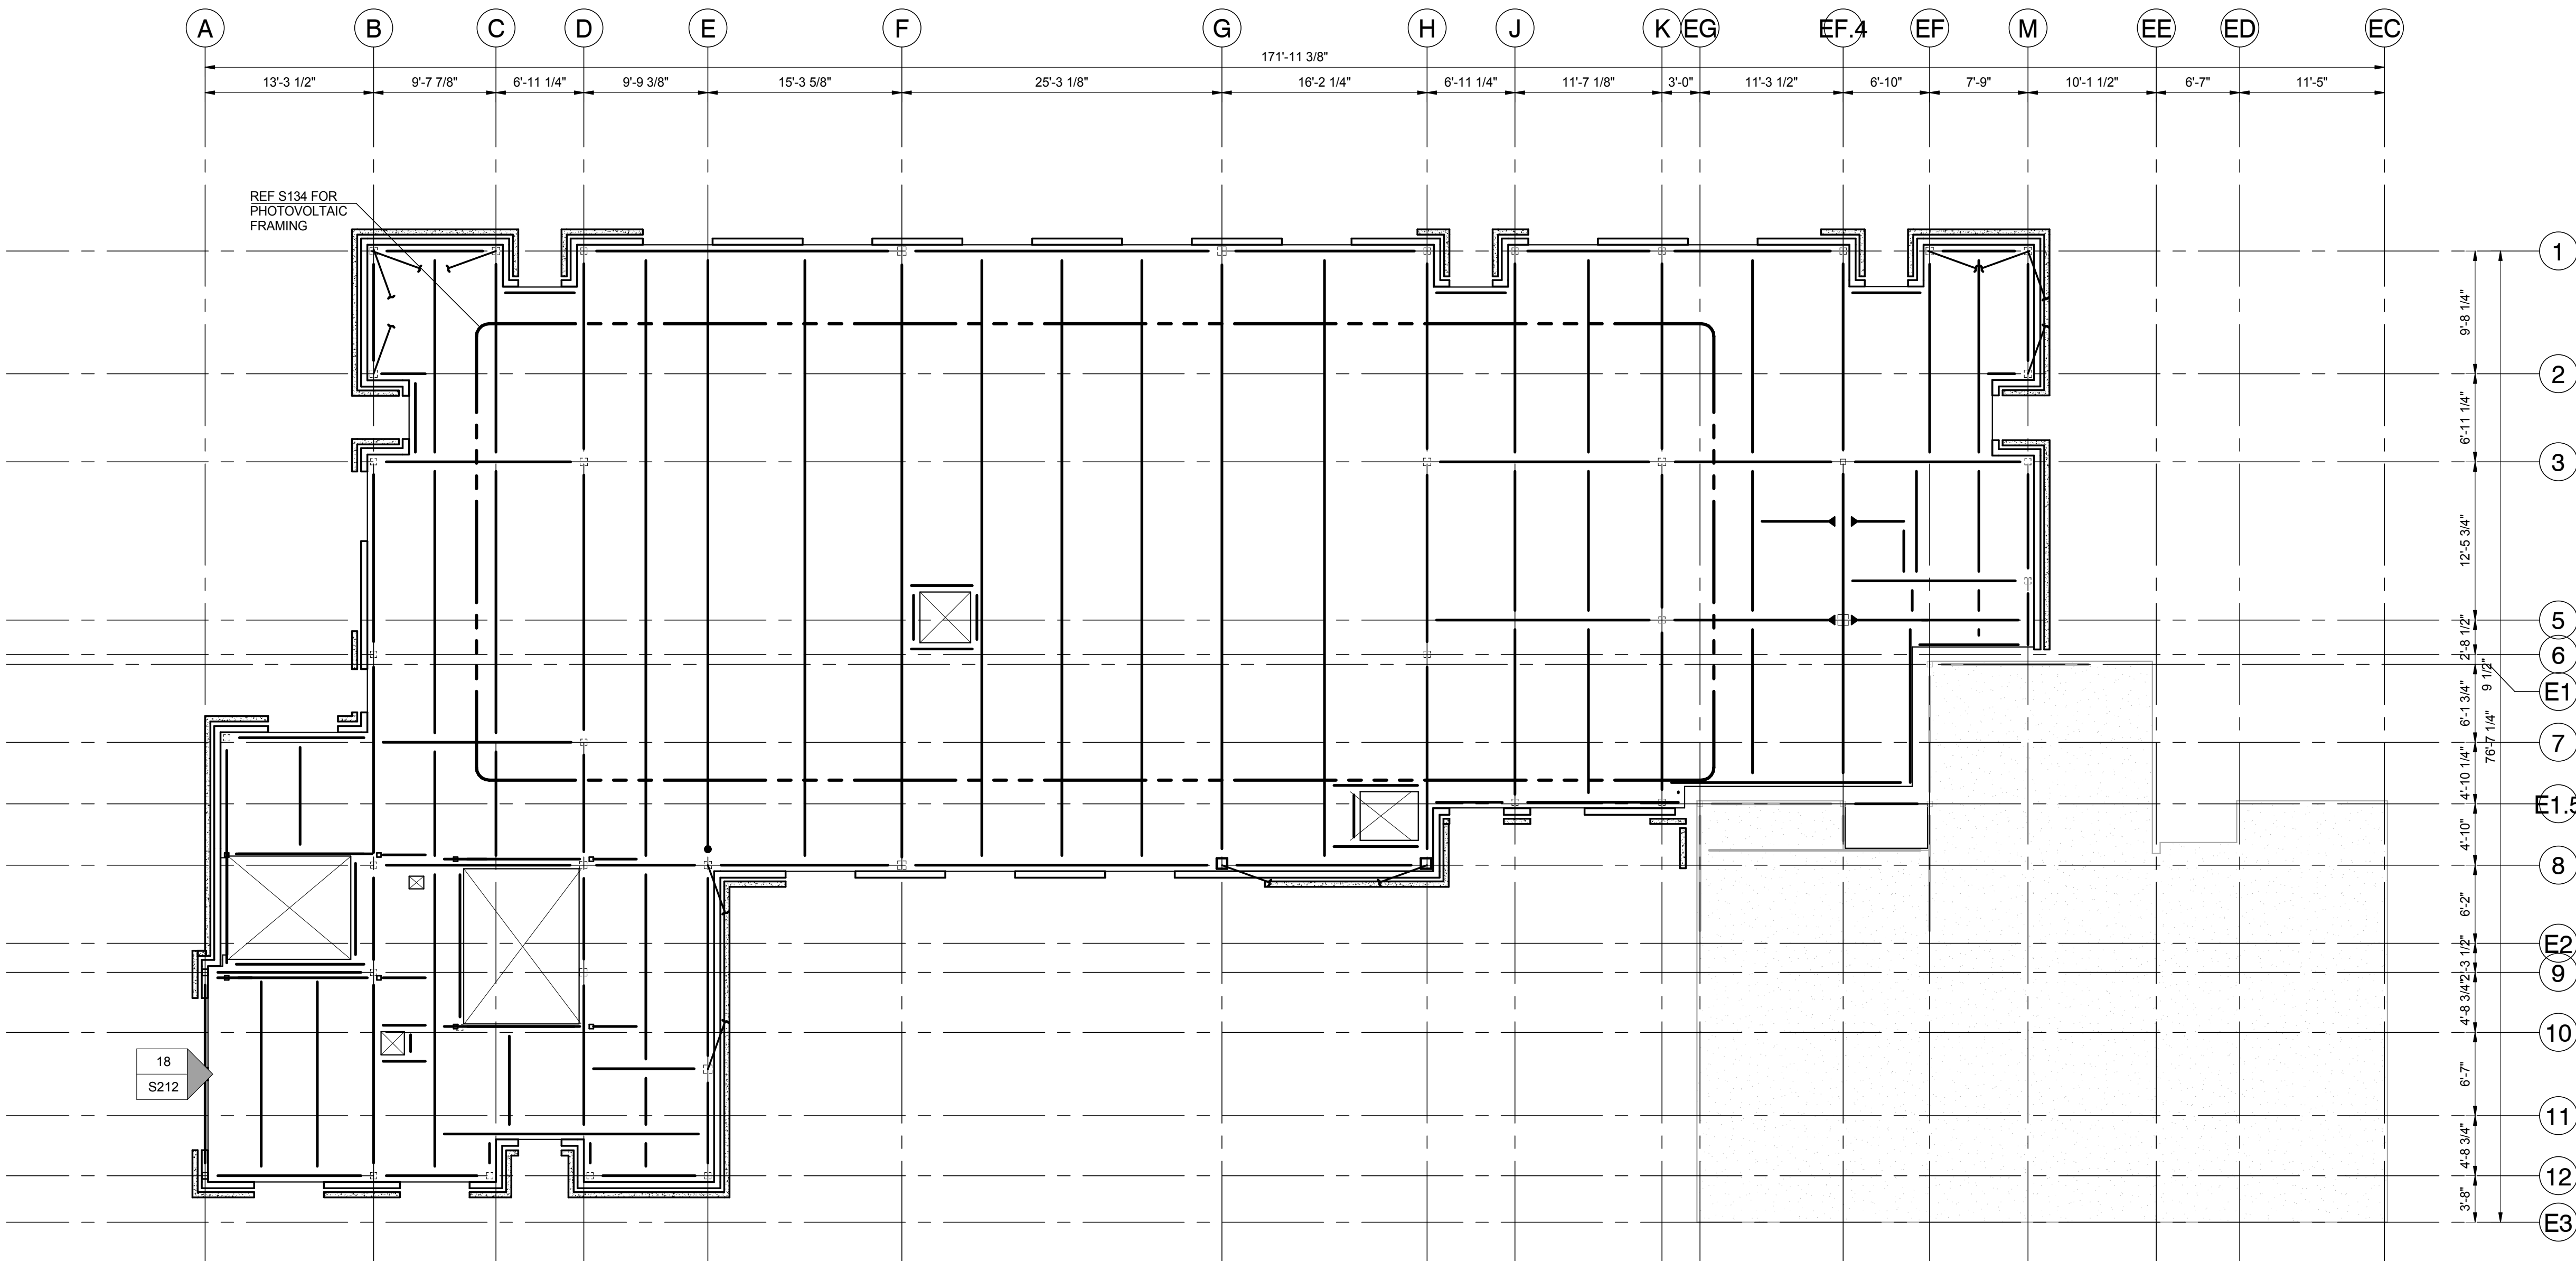 A B C D E F G H J K EG EF.4 EF M EE ED EC
171'-11 3/8"
13'-3 1/2" 9'-7 7/8" 6'-11 1/4" 9'-9 3/8" 15'-3 5/8" 25'-3 1/8" 16'-2 1/4" 6'-11 1/4" 11'-7 1/8" 3'-0" 11'-3 1/2" 6'-10" 7'-9" 10'-1 1/2" 6'-7" 11'-5"
REF S134 FOR
PHOTOVOLTAIC
FRAMING
1
9'-8 1/4"
2
6'-11 1/4"
3
12'-5 3/4"
5
2'-8 1/2"
6
9 1/2"
E1
6'-1 3/4"
76'-7 1/4"
7
4'-10 1/4"
E1.5
4'-10"
8
6'-2"
E2
2'-3 1/2"
9
4'-8 3/4"
10
6'-7"
11
4'-8 3/4"
12
3'-8"
E3
18
S212